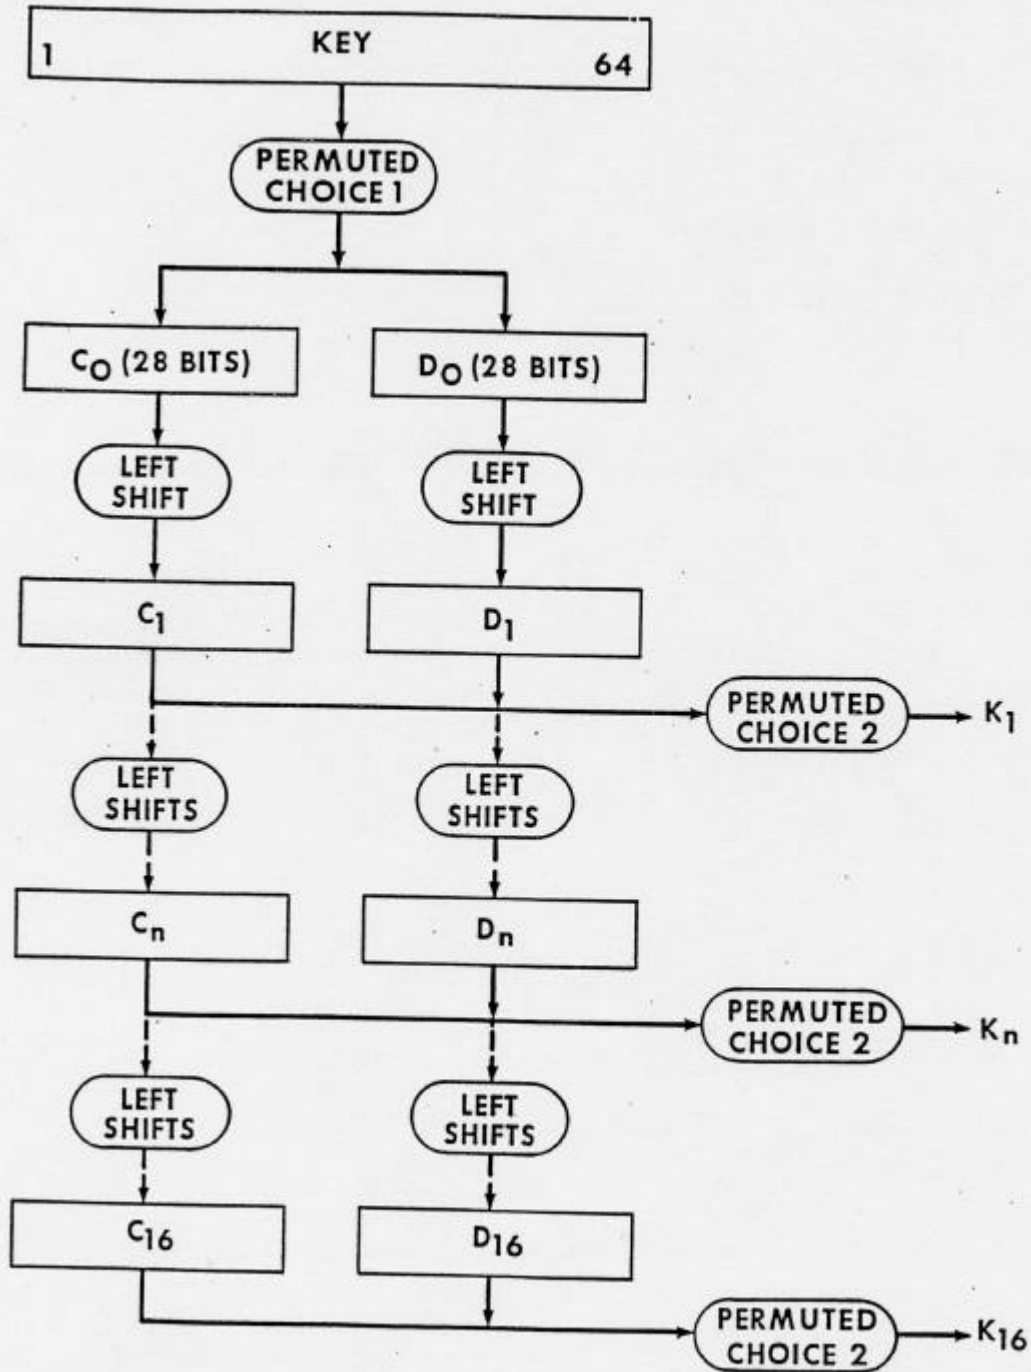 KEY
1 64
PERMUTED
CHOICE 1
C₀ (28 BITS) D₀ (28 BITS)
LEFT
SHIFT
LEFT
SHIFT
C₁ D₁
PERMUTED
CHOICE 2
K₁
LEFT
SHIFTS
LEFT
SHIFTS
Cₙ Dₙ
PERMUTED
CHOICE 2
Kₙ
LEFT
SHIFTS
LEFT
SHIFTS
C₁₆ D₁₆
PERMUTED
CHOICE 2
K₁₆